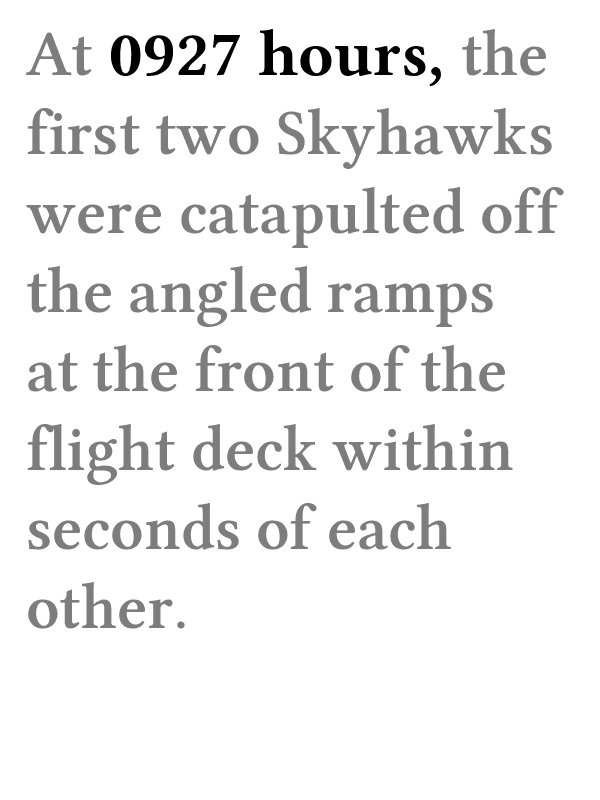 At 0927 hours, the
first two Skyhawks
were catapulted off
the angled ramps
at the front of the
flight deck within
seconds of each
other.